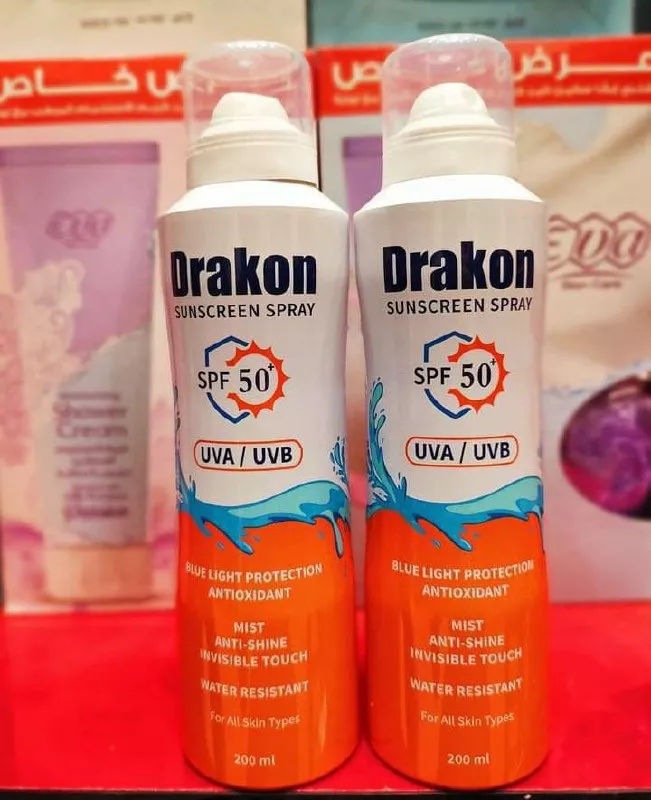 عرض خاص
عرض خاص
eva
eva
Skin Care
Shower
Cream
Drakon
SUNSCREEN SPRAY
SPF 50+
UVA / UVB
BLUE LIGHT PROTECTION
ANTIOXIDANT
MIST
ANTI-SHINE
INVISIBLE TOUCH
WATER RESISTANT
For All Skin Types
200 ml
Drakon
SUNSCREEN SPRAY
SPF 50+
UVA / UVB
BLUE LIGHT PROTECTION
ANTIOXIDANT
MIST
ANTI-SHINE
INVISIBLE TOUCH
WATER RESISTANT
For All Skin Types
200 ml